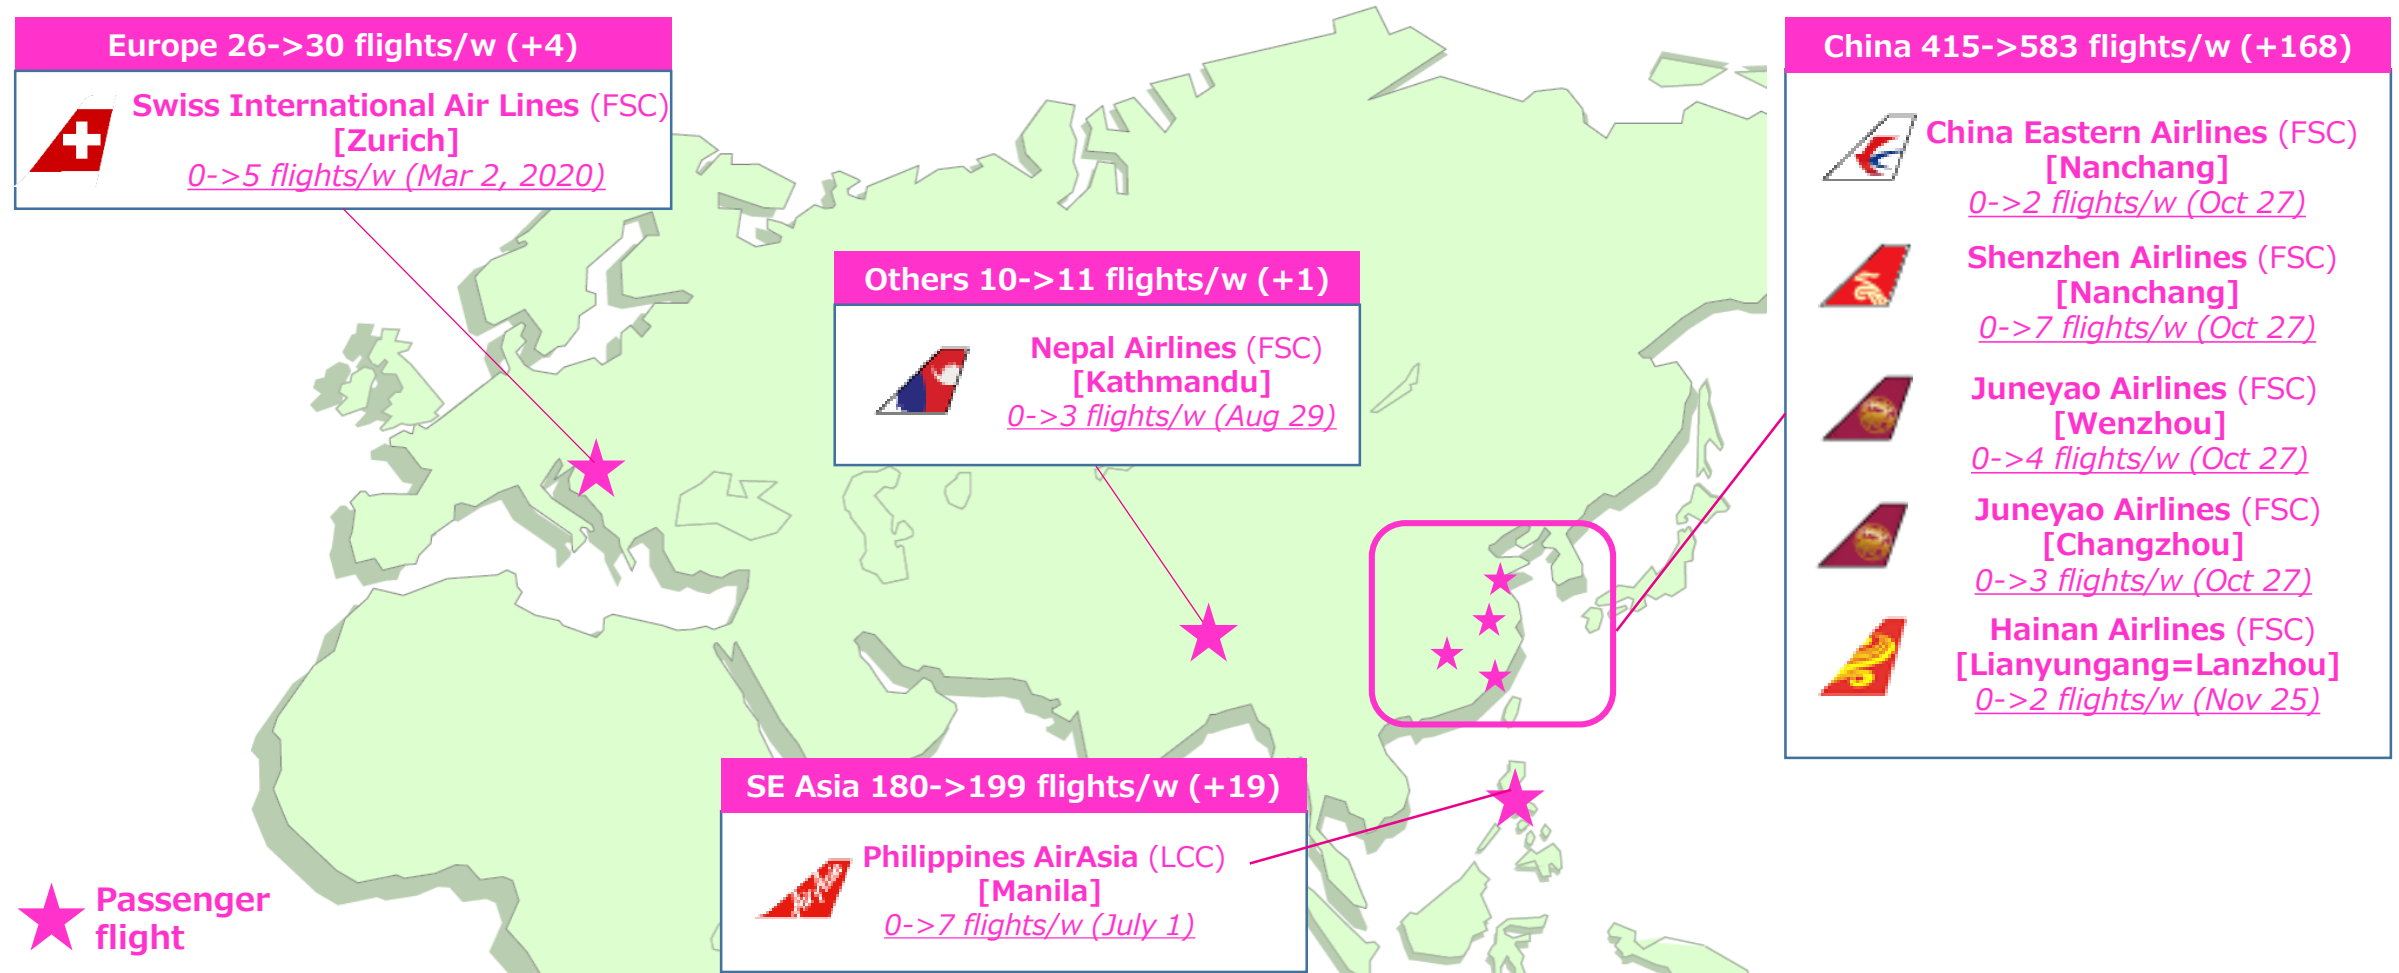 Europe 26->30 flights/w (+4)
Swiss International Air Lines (FSC)
[Zurich]
0->5 flights/w (Mar 2, 2020)
Others 10->11 flights/w (+1)
Nepal Airlines (FSC)
[Kathmandu]
0->3 flights/w (Aug 29)
SE Asia 180->199 flights/w (+19)
AirAsia
Philippines AirAsia (LCC)
[Manila]
0->7 flights/w (July 1)
China 415->583 flights/w (+168)
China Eastern Airlines (FSC)
[Nanchang]
0->2 flights/w (Oct 27)
Shenzhen Airlines (FSC)
[Nanchang]
0->7 flights/w (Oct 27)
Juneyao Airlines (FSC)
[Wenzhou]
0->4 flights/w (Oct 27)
Juneyao Airlines (FSC)
[Changzhou]
0->3 flights/w (Oct 27)
Hainan Airlines (FSC)
[Lianyungang=Lanzhou]
0->2 flights/w (Nov 25)
Passenger
flight